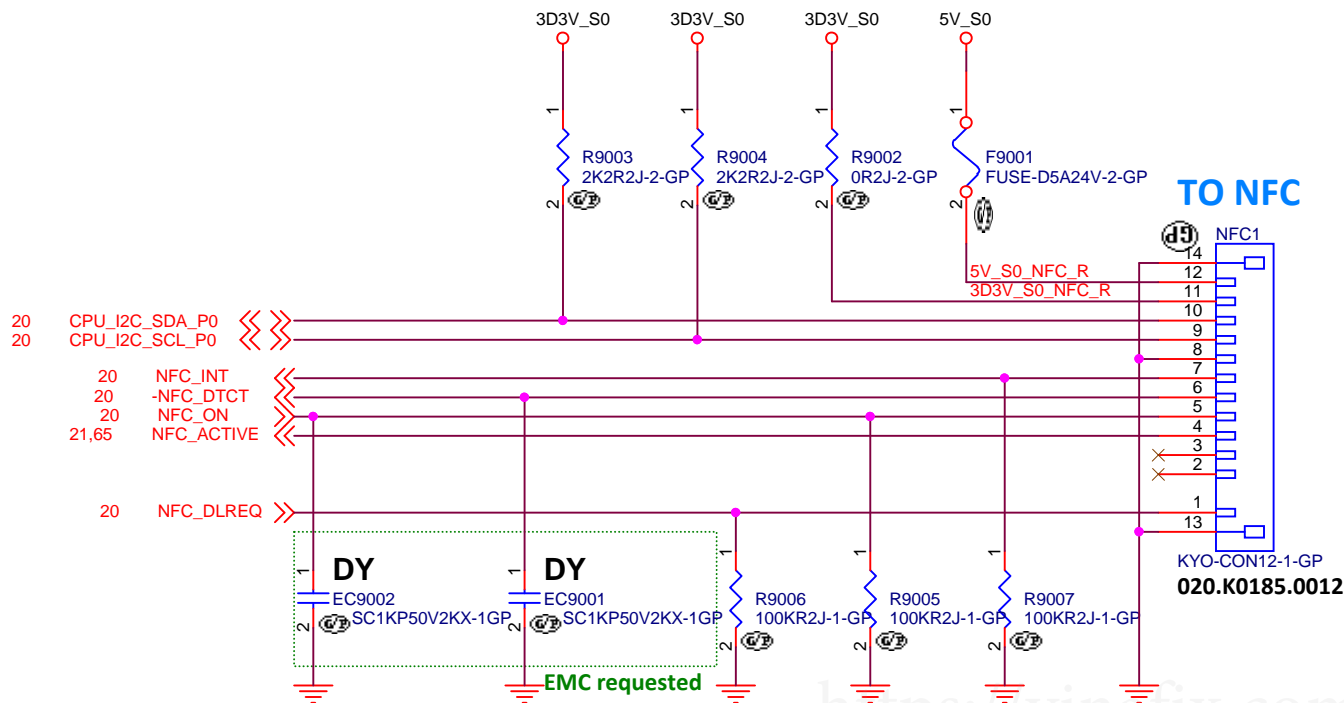 3D3V_S0 3D3V_S0 3D3V_S0 5V_S0
1 1 1 1
R9003 R9004 R9002 F9001
2K2R2J-2-GP 2K2R2J-2-GP 0R2J-2-GP FUSE-D5A24V-2-GP
2 2 2 2
G/P G/P G/P G/P
TO NFC
GP NFC1
14
5V_S0_NFC_R 12
3D3V_S0_NFC_R 11
20 CPU_I2C_SDA_P0 10
20 CPU_I2C_SCL_P0 9
8
20 NFC_INT 7
20 -NFC_DTCT 6
20 NFC_ON 5
21,65 NFC_ACTIVE 4
3
2
20 NFC_DLREQ 1
13
KYO-CON12-1-GP
020.K0185.0012
DY DY
1 1 1 1 1
EC9002 EC9001 R9006 R9005 R9007
SC1KP50V2KX-1GP SC1KP50V2KX-1GP 100KR2J-1-GP 100KR2J-1-GP 100KR2J-1-GP
2 2 2 2 2
G/P G/P G/P G/P G/P
EMC requested